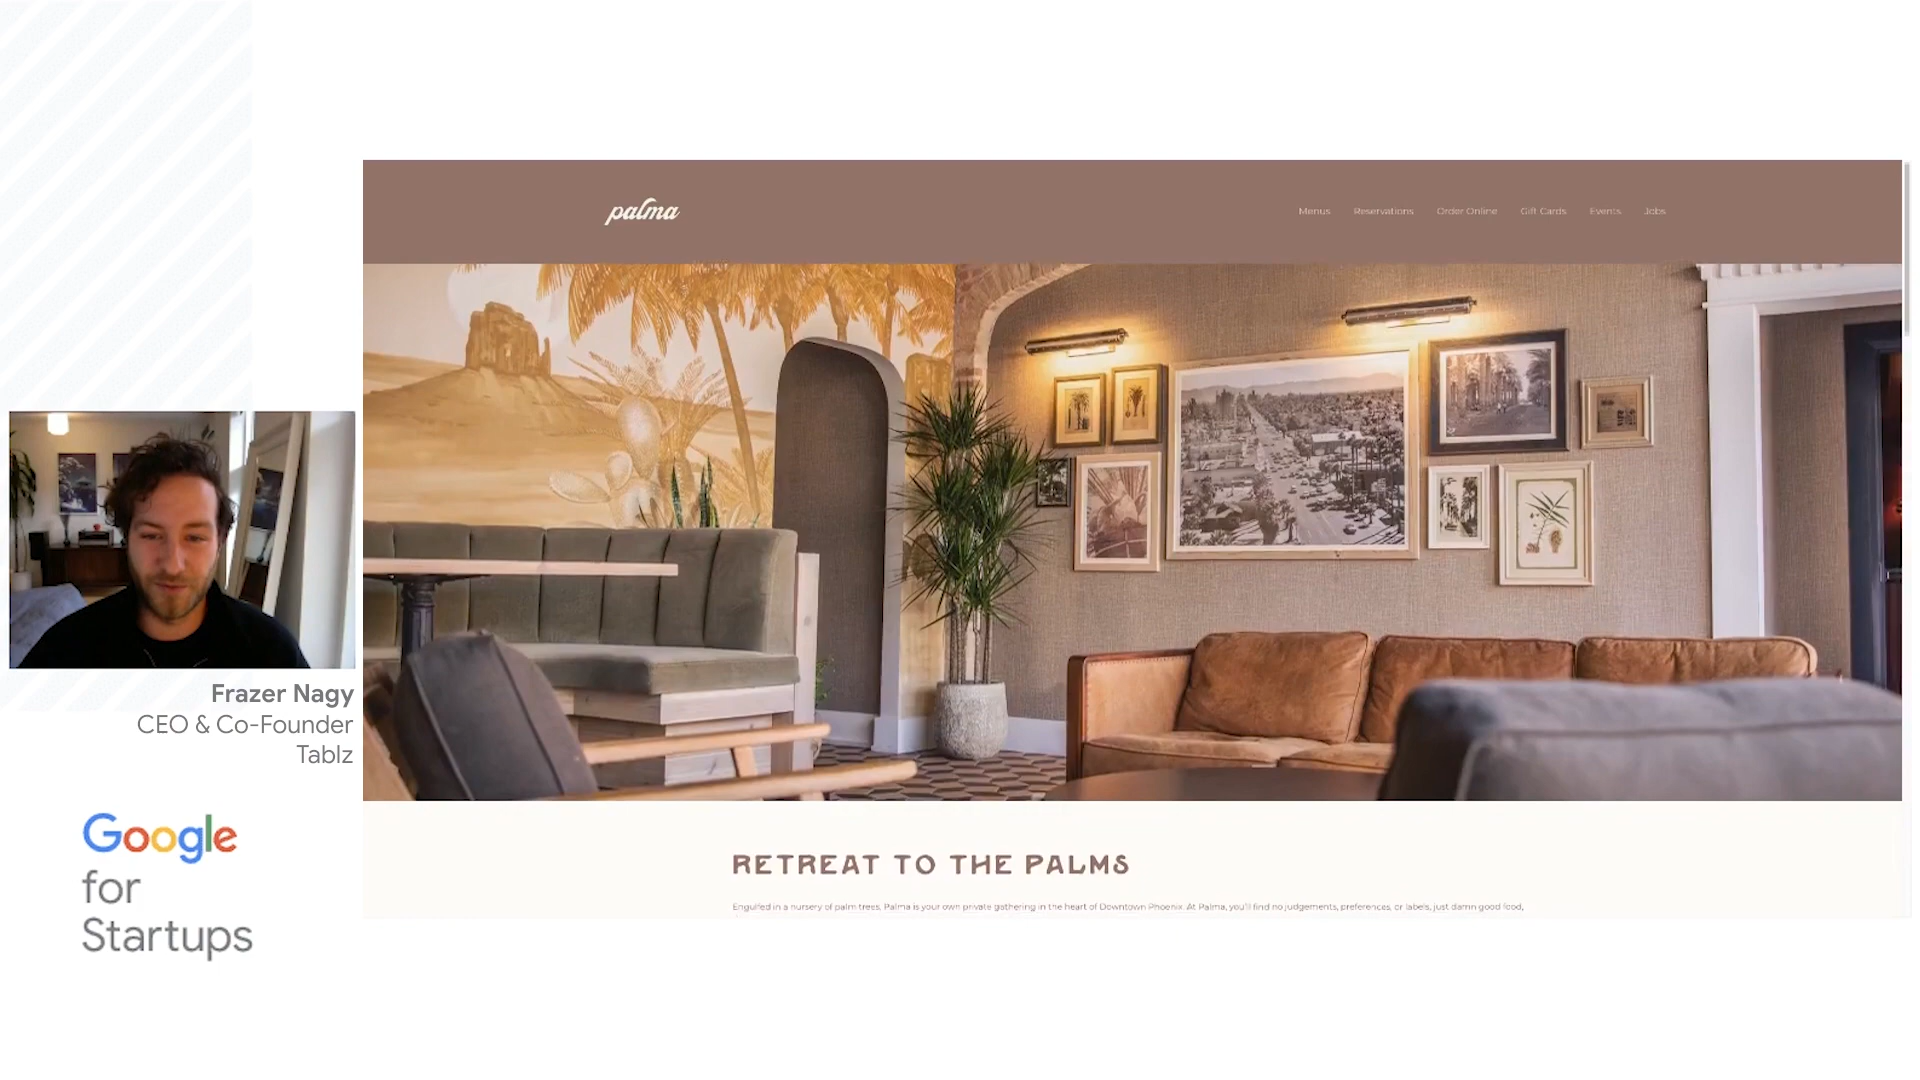 palma
Menus Reservations Order Online Gift Cards Events Jobs
Frazer Nagy
CEO & Co-Founder
Tablz
Google
for
Startups
RETREAT TO THE PALMS
Engulfed in a nursery of palm trees, Palma is your own private gathering in the heart of Downtown Phoenix. At Palma, you'll find no judgements, preferences, or labels, just damn good food,